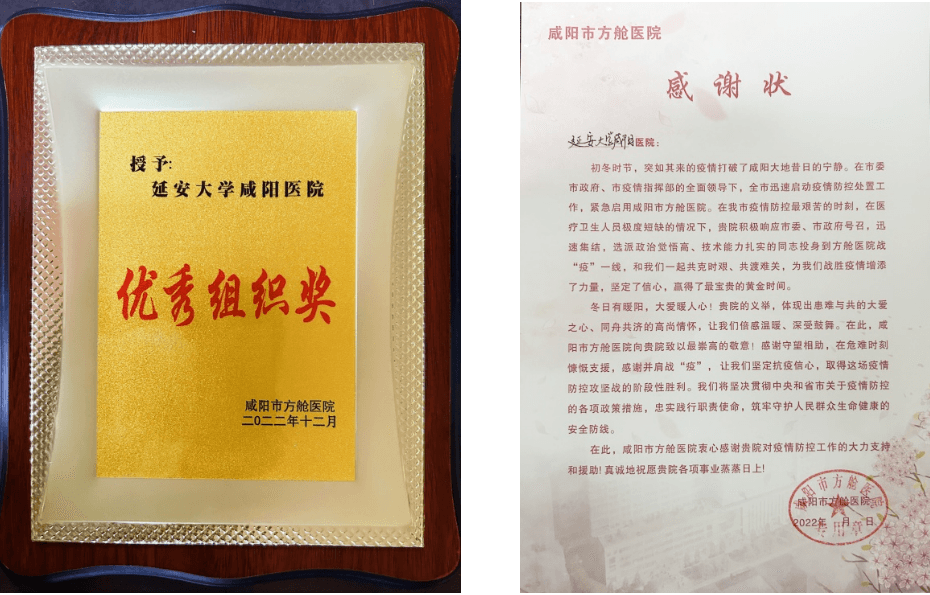 授予:
延安大学咸阳医院
优秀组织奖
咸阳市方舱医院
二〇二二年十二月
咸阳市方舱医院
感谢状
延安大学咸阳医院：
初冬时节，突如其来的疫情打破了咸阳大地昔日的宁静。在市委
市政府、市疫情指挥部的全面领导下，全市迅速启动疫情防控处置工
作，紧急启用咸阳市方舱医院。在我市疫情防控最艰苦的时刻，在医
疗卫生人员极度短缺的情况下，贵院积极响应市委、市政府号召，迅
速集结，选派政治觉悟高、技术能力扎实的同志投身到方舱医院战
“疫”一线，和我们一起共克时艰、共渡难关，为我们战胜疫情增添
了力量，坚定了信心，赢得了最宝贵的黄金时间。
冬日有暖阳，大爱暖人心！贵院的义举，体现出患难与共的大爱
之心、同舟共济的高尚情怀，让我们倍感温暖、深受鼓舞。在此，咸
阳市方舱医院向贵院致以最崇高的敬意！感谢守望相助，在危难时刻
慷慨支援，感谢并肩战“疫”，让我们坚定抗疫信心，取得这场疫情
防控攻坚战的阶段性胜利。我们将坚决贯彻中央和省市关于疫情防控
的各项政策措施，忠实践行职责使命，筑牢守护人民群众生命健康的
安全防线。
在此，咸阳市方舱医院衷心感谢贵院对疫情防控工作的大力支持
和援助！真诚地祝愿贵院各项事业蒸蒸日上！
咸阳市方舱医院
咸阳市方舱医院
2022年 月 日
专用章